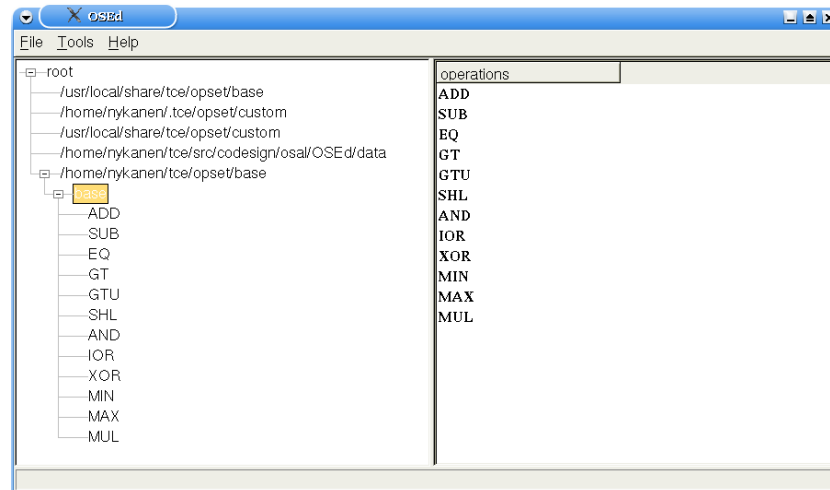 OSEd
File Tools Help
root
/usr/local/share/tce/opset/base
/home/nykanen/.tce/opset/custom
/usr/local/share/tce/opset/custom
/home/nykanen/tce/src/codesign/osal/OSEd/data
/home/nykanen/tce/opset/base
base
ADD
SUB
EQ
GT
GTU
SHL
AND
IOR
XOR
MIN
MAX
MUL
operations
ADD
SUB
EQ
GT
GTU
SHL
AND
IOR
XOR
MIN
MAX
MUL